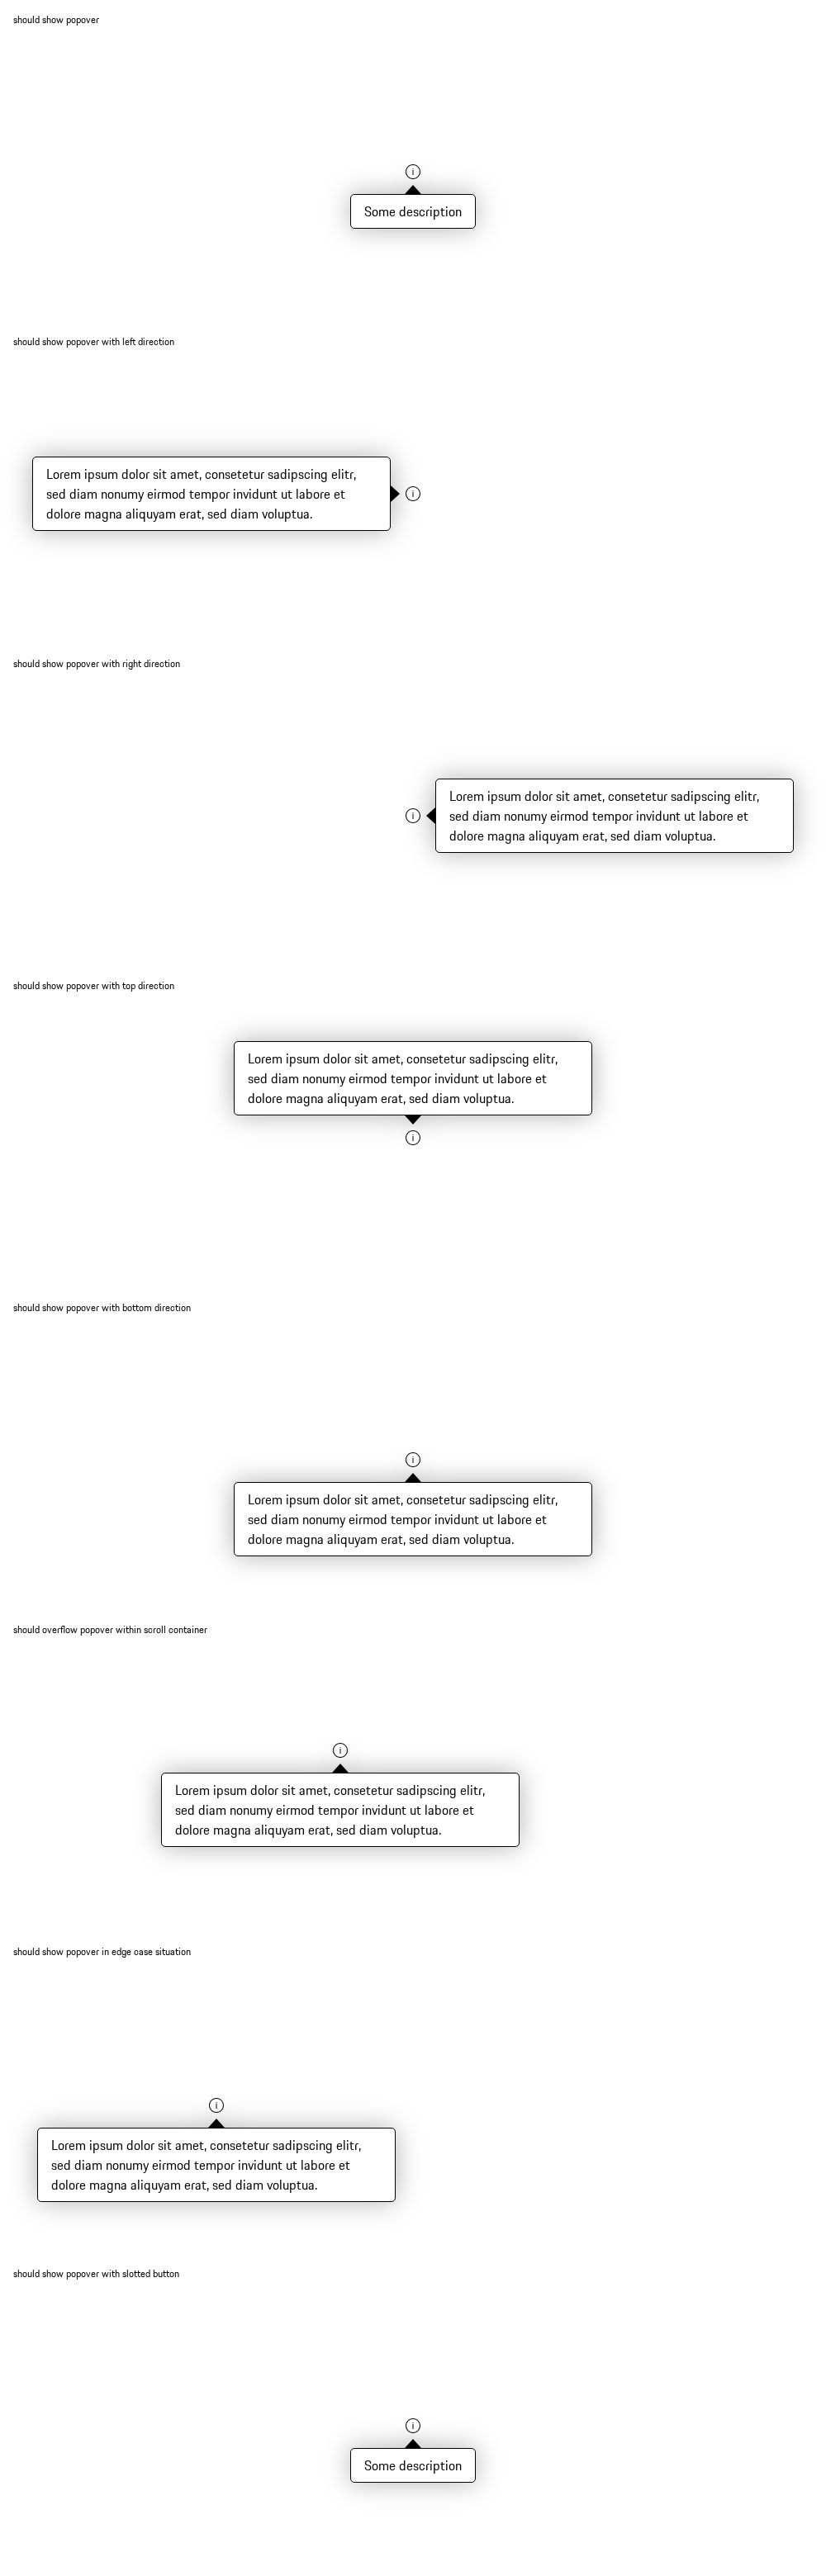 should show popover
i
Some description
should show popover with left direction
Lorem ipsum dolor sit amet, consetetur sadipscing elitr,
sed diam nonumy eirmod tempor invidunt ut labore et
dolore magna aliquyam erat, sed diam voluptua.
i
should show popover with right direction
i
Lorem ipsum dolor sit amet, consetetur sadipscing elitr,
sed diam nonumy eirmod tempor invidunt ut labore et
dolore magna aliquyam erat, sed diam voluptua.
should show popover with top direction
Lorem ipsum dolor sit amet, consetetur sadipscing elitr,
sed diam nonumy eirmod tempor invidunt ut labore et
dolore magna aliquyam erat, sed diam voluptua.
i
should show popover with bottom direction
i
Lorem ipsum dolor sit amet, consetetur sadipscing elitr,
sed diam nonumy eirmod tempor invidunt ut labore et
dolore magna aliquyam erat, sed diam voluptua.
should overflow popover within scroll container
i
Lorem ipsum dolor sit amet, consetetur sadipscing elitr,
sed diam nonumy eirmod tempor invidunt ut labore et
dolore magna aliquyam erat, sed diam voluptua.
should show popover in edge case situation
i
Lorem ipsum dolor sit amet, consetetur sadipscing elitr,
sed diam nonumy eirmod tempor invidunt ut labore et
dolore magna aliquyam erat, sed diam voluptua.
should show popover with slotted button
i
Some description